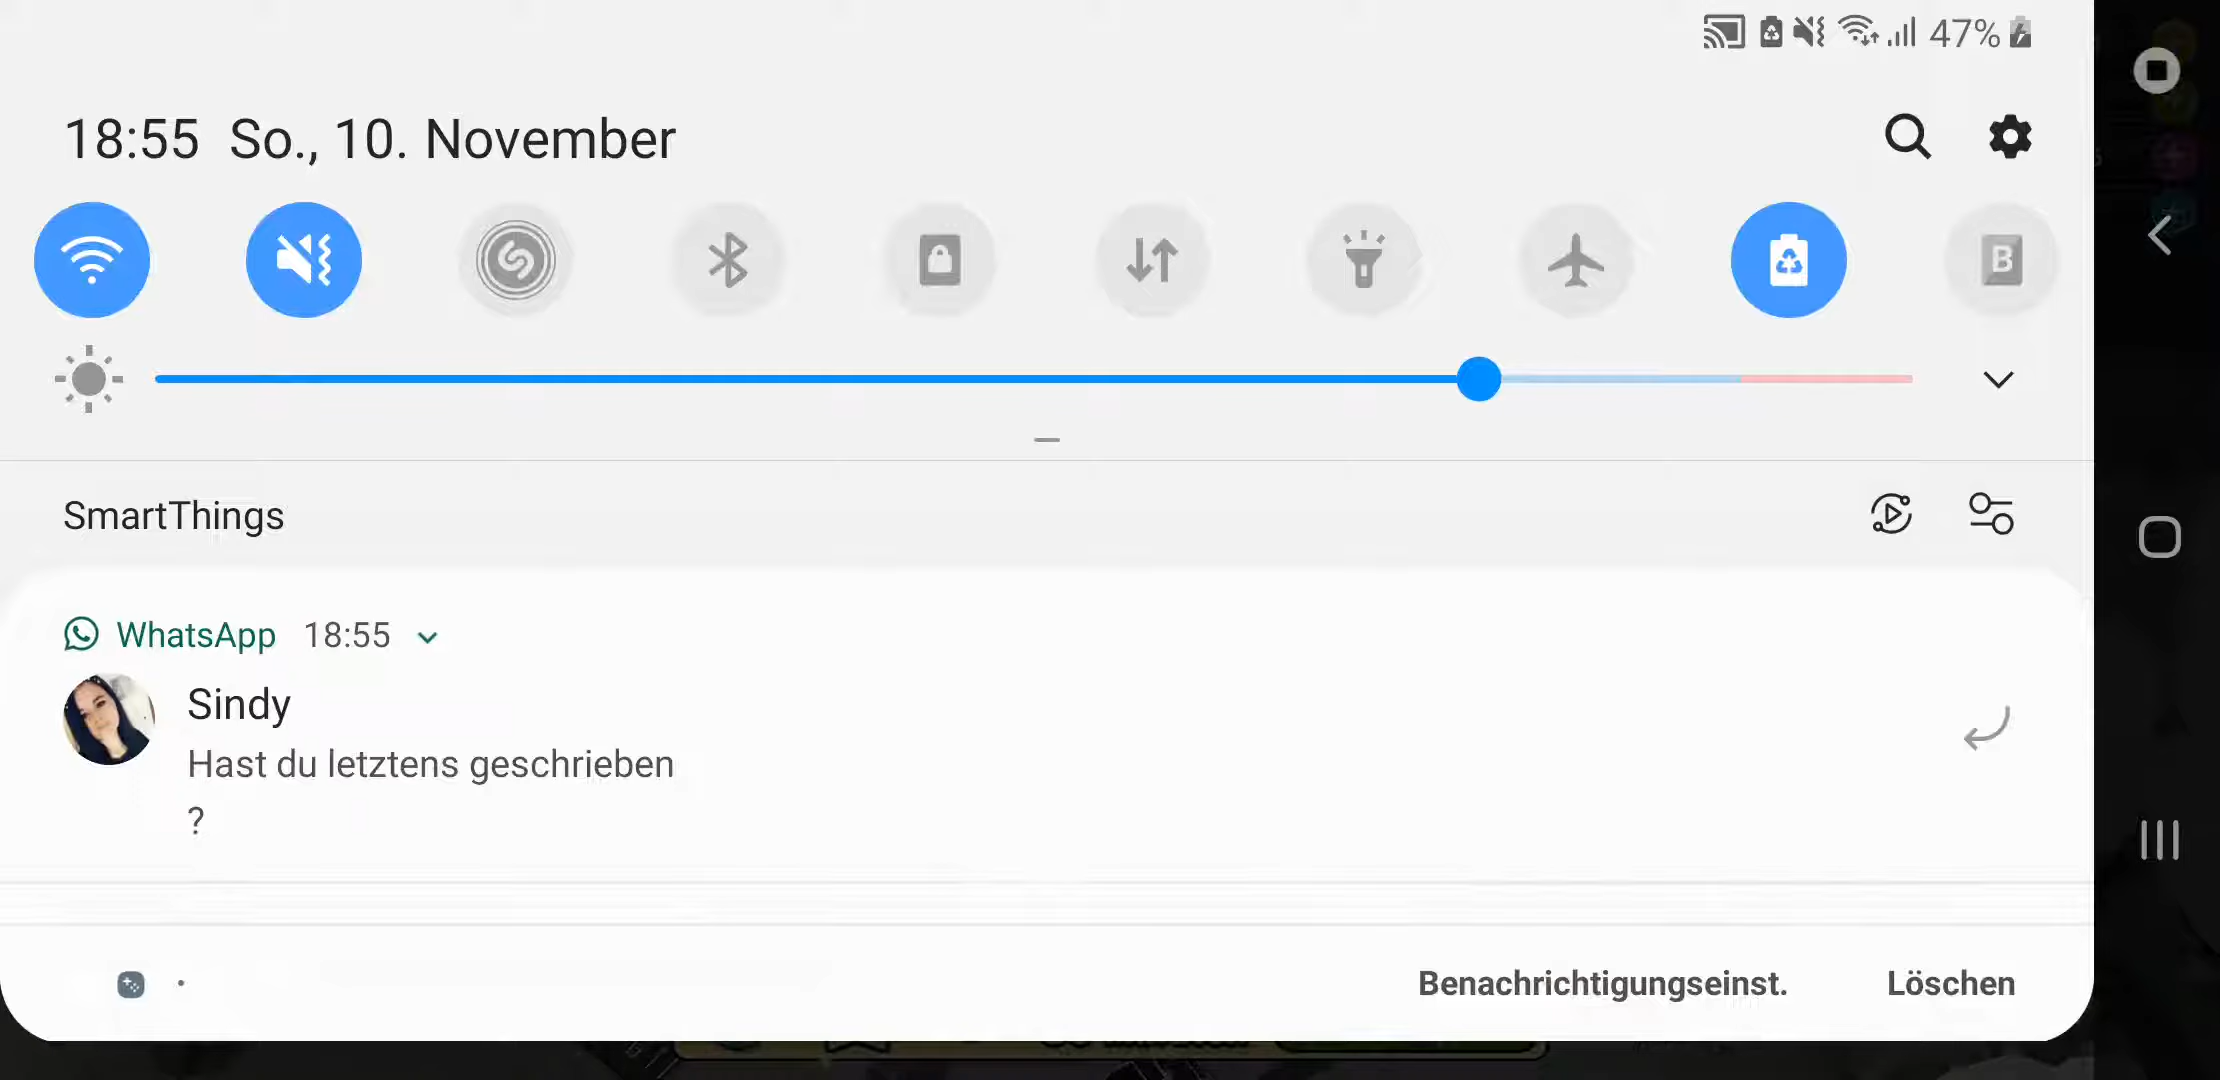 47%
18:55 So., 10. November
B
SmartThings
WhatsApp 18:55
Sindy
Hast du letztens geschrieben
?
Benachrichtigungseinst. Löschen